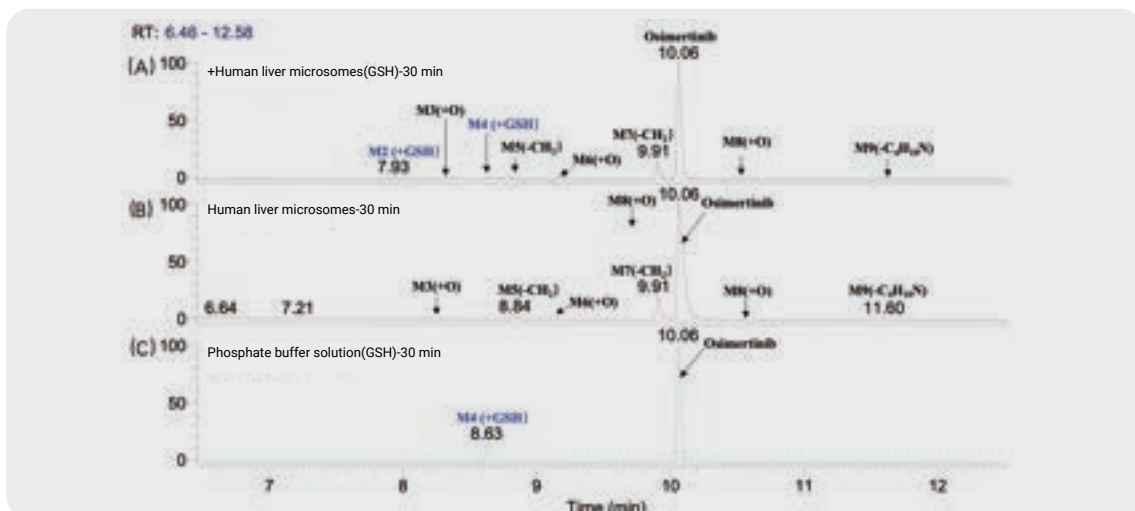 RT: 6.46 - 12.58
Osimertinib
10.06
(A) 100
+Human liver microsomes(GSH)-30 min
M3(+O)
M4 (+GSH)
50
M2 (+GSH)
7.93
M5(-CH₂)
M6(+O)
M7(-CH₂)
9.91
M8(+O)
0
(B) 100
Human liver microsomes-30 min
M8(+O)
10.06
Osimertinib
50
6.64
7.21
M3(+O)
M5(-CH₂)
8.84
M6(+O)
M7(-CH₂)
9.91
M8(+O)
11.60
0
(C) 100
Phosphate buffer solution(GSH)-30 min
10.06
Osimertinib
50
M4 (+GSH)
8.63
0
7 8 9 10 11 12
Time (min)